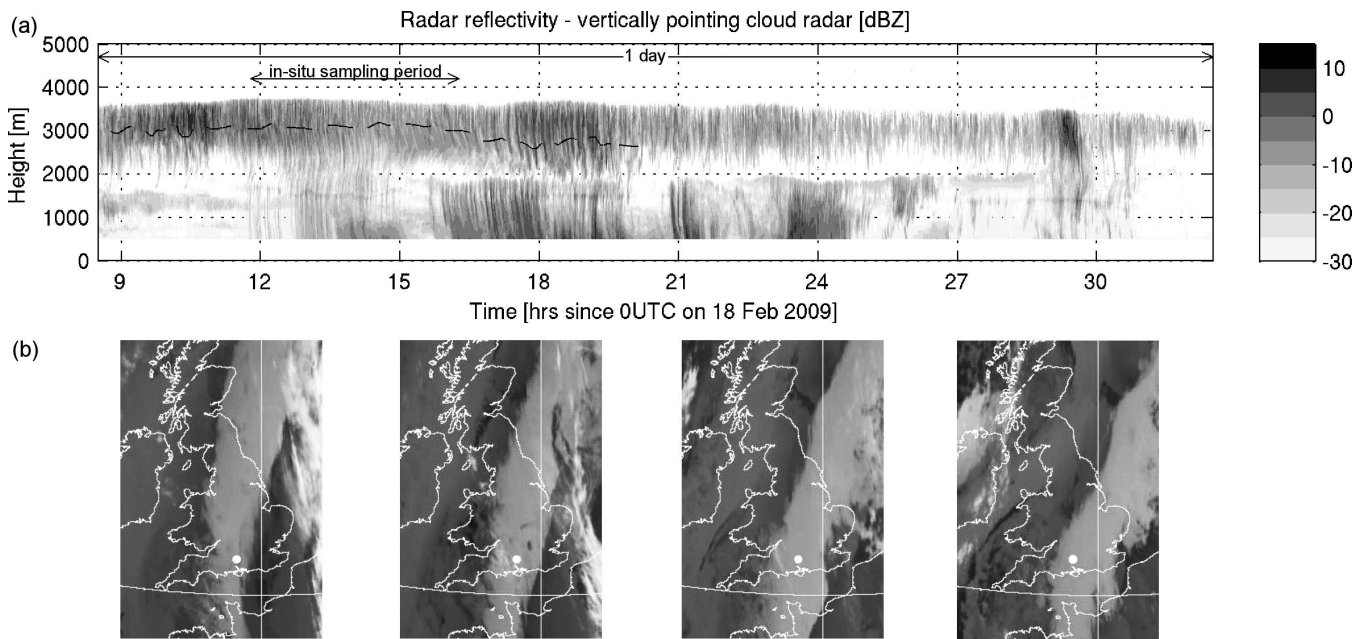 (a)
Radar reflectivity - vertically pointing cloud radar [dBZ]
5000
4000
3000
2000
1000
0
Height [m]
1 day
in-situ sampling period
10
0
-10
-20
-30
9 12 15 18 21 24 27 30
Time [hrs since 0UTC on 18 Feb 2009]
(b)